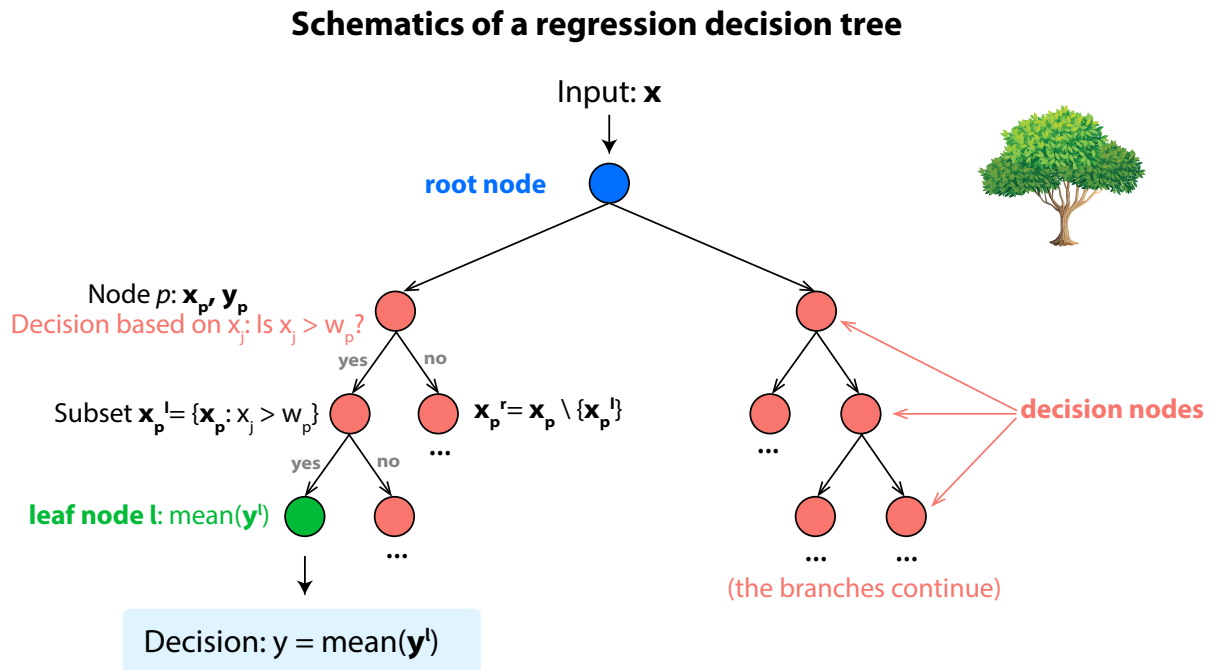 Schematics of a regression decision tree
Input: x
root node
Node p: xₚ, yₚ
Decision based on xⱼ: Is xⱼ > wₚ?
yes
no
Subset xₚˡ= {xₚ: xⱼ > wₚ}
xₚʳ= xₚ \ {xₚˡ}
decision nodes
...
...
yes
no
leaf node l: mean(yˡ)
...
...
...
(the branches continue)
Decision: y = mean(yˡ)